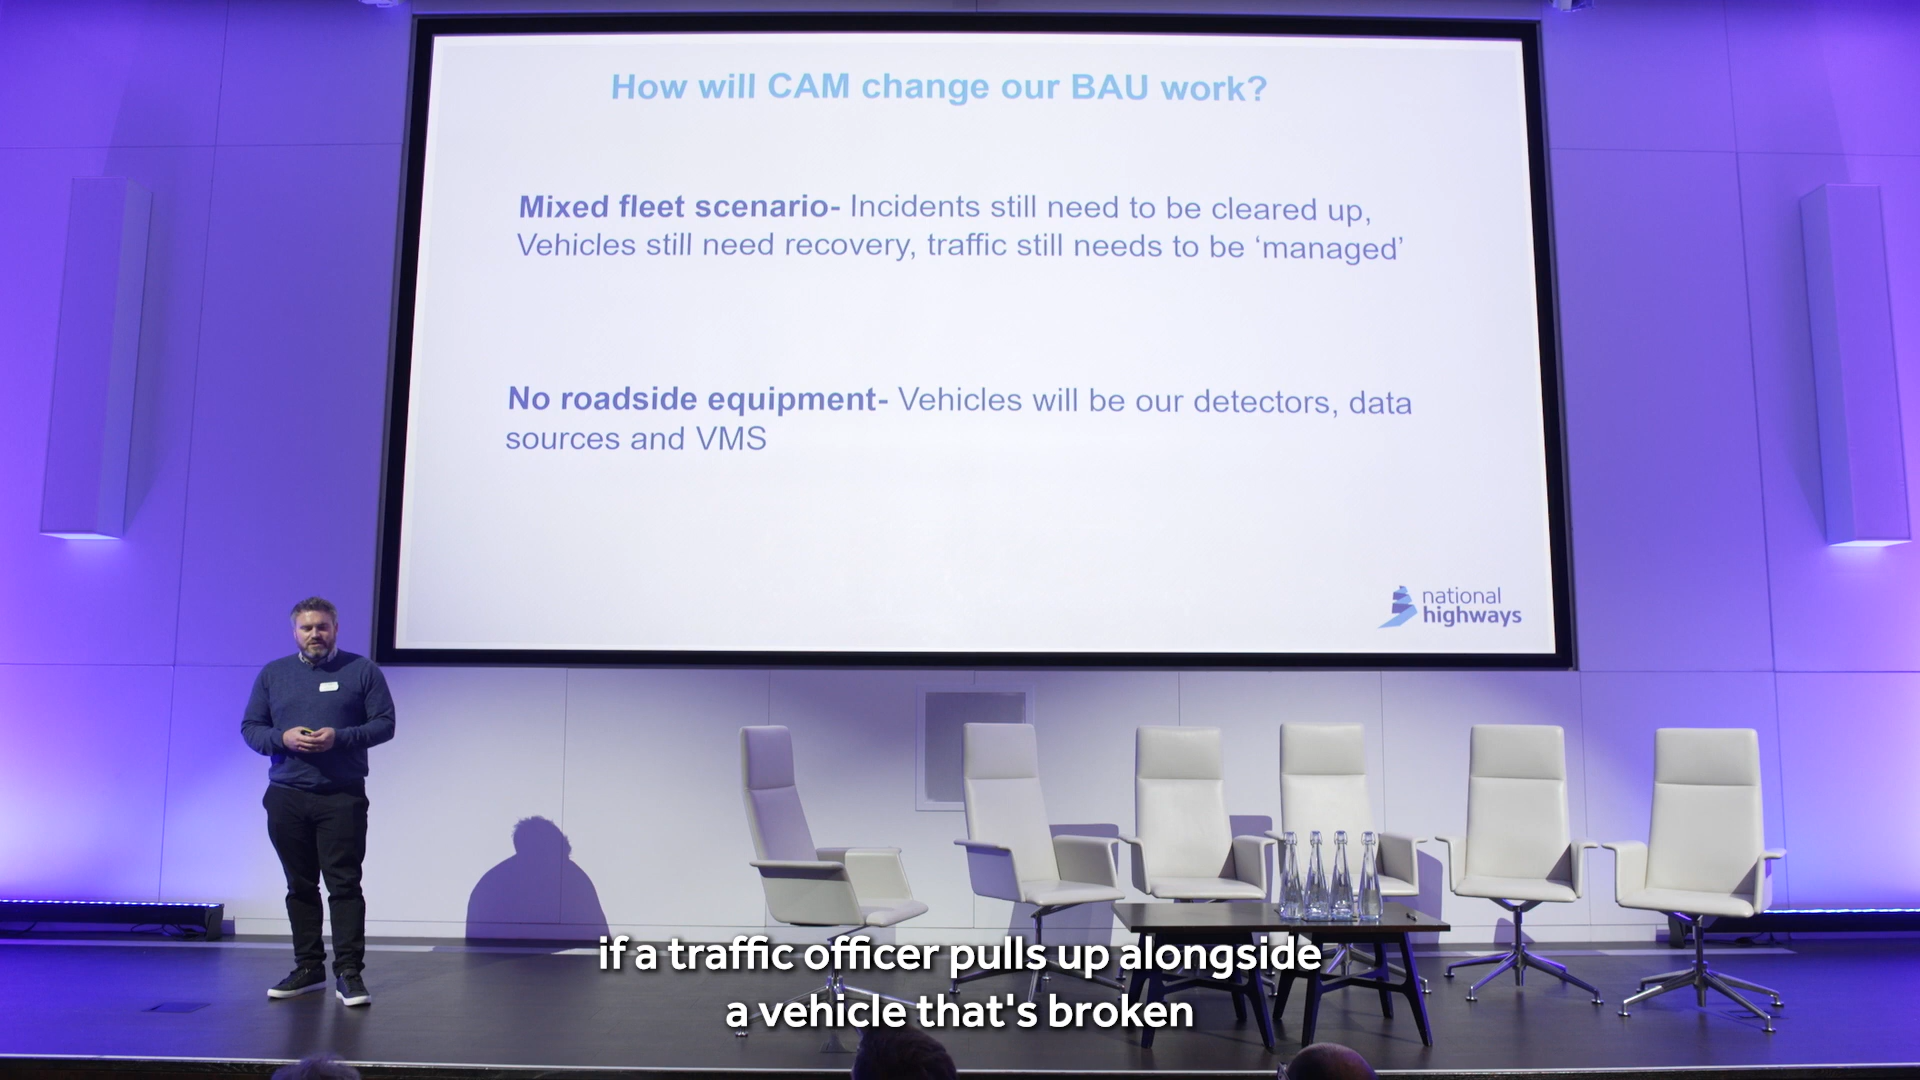 How will CAM change our BAU work?
Mixed fleet scenario- Incidents still need to be cleared up,
Vehicles still need recovery, traffic still needs to be ‘managed’
No roadside equipment- Vehicles will be our detectors, data
sources and VMS
national
highways
if a traffic officer pulls up alongside
a vehicle that's broken